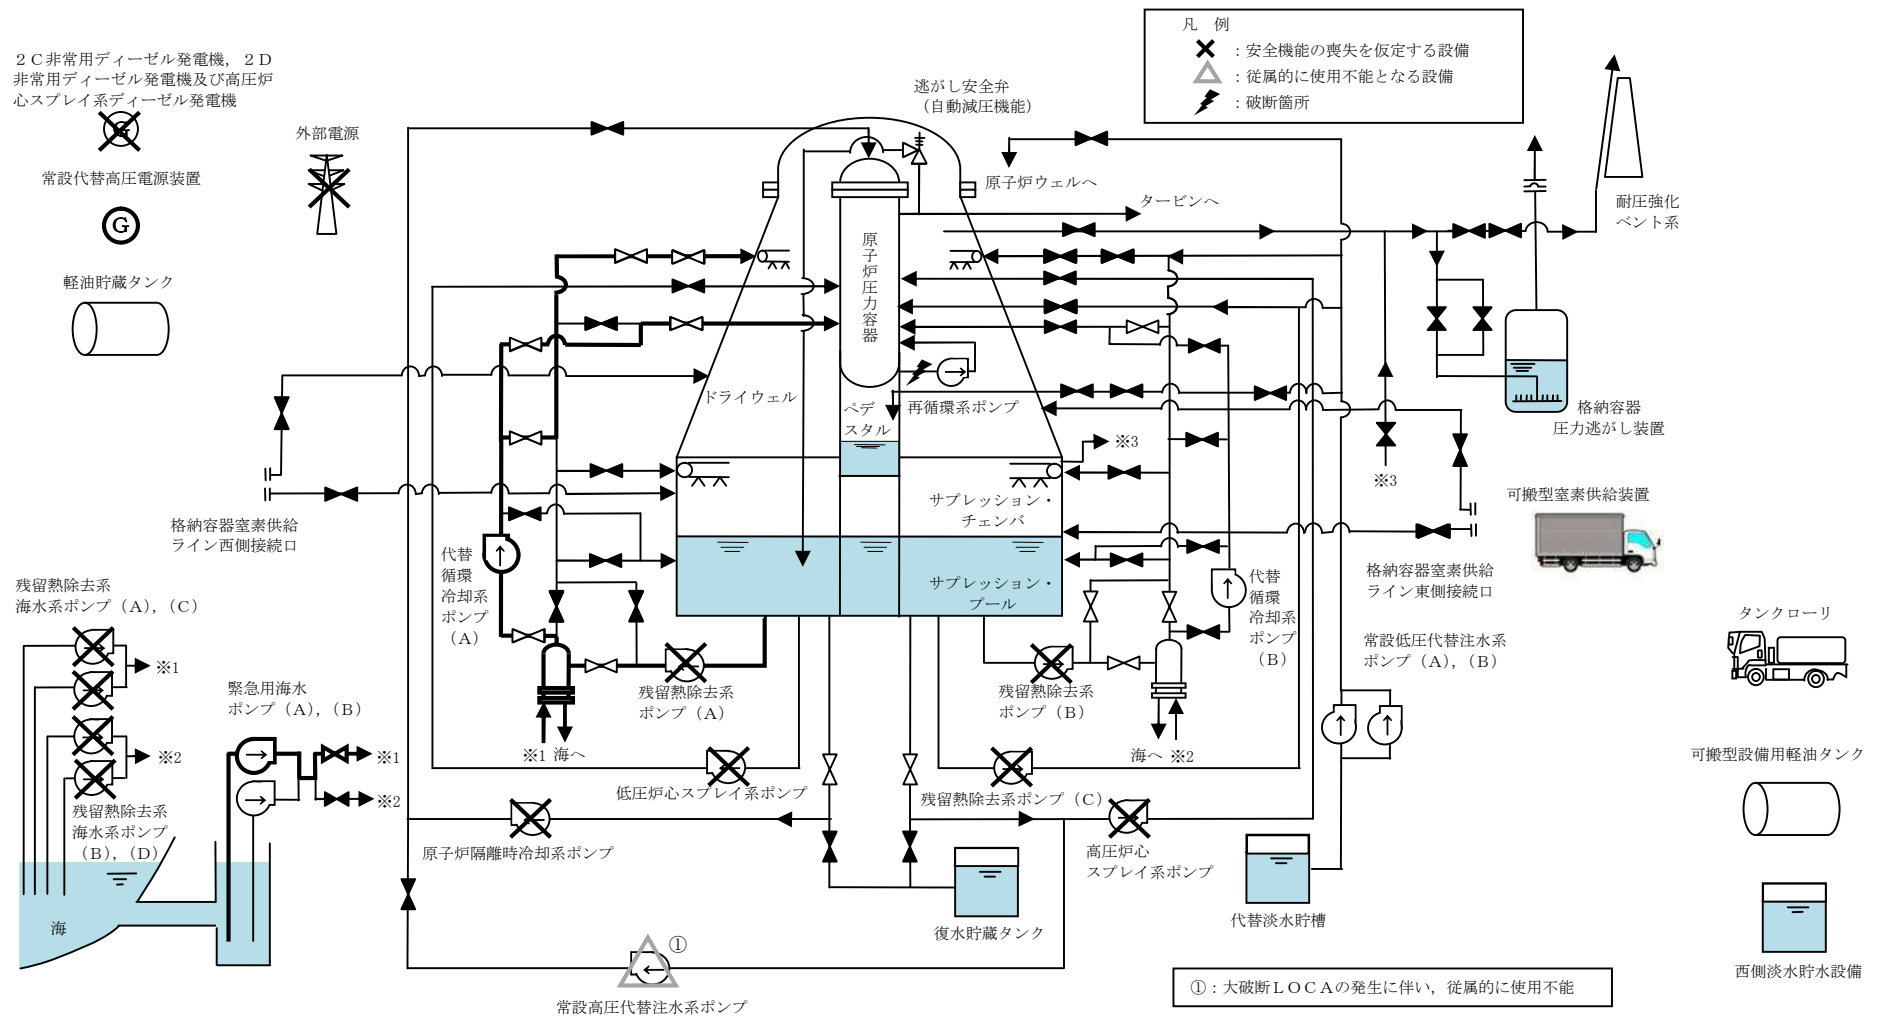 凡　例
：安全機能の喪失を仮定する設備
：従属的に使用不能となる設備
：破断箇所
２Ｃ非常用ディーゼル発電機，２Ｄ
非常用ディーゼル発電機及び高圧炉
心スプレイ系ディーゼル発電機
G
外部電源
常設代替高圧電源装置
G
軽油貯蔵タンク
逃がし安全弁
（自動減圧機能）
原子炉ウェルへ
タービンへ
耐圧強化
ベント系
原子炉圧力容器
ドライウェル
ペデ
スタル
再循環系ポンプ
※3
※3
格納容器
圧力逃がし装置
可搬型窒素供給装置
サプレッション・
チェンバ
サプレッション・
プール
格納容器窒素供給
ライン西側接続口
格納容器窒素供給
ライン東側接続口
代替
循環
冷却系
ポンプ
（A）
代替
循環
冷却系
ポンプ
（B）
残留熱除去系
海水系ポンプ（A），（C）
※1
※2
残留熱除去系
海水系ポンプ
（B），（D）
緊急用海水
ポンプ（A），（B）
※1
※2
海
残留熱除去系
ポンプ（A）
※1 海へ
残留熱除去系
ポンプ（B）
海へ ※2
常設低圧代替注水系
ポンプ（A），（B）
タンクローリ
可搬型設備用軽油タンク
低圧炉心スプレイ系ポンプ
残留熱除去系ポンプ（C）
原子炉隔離時冷却系ポンプ
高圧炉心
スプレイ系ポンプ
復水貯蔵タンク
代替淡水貯槽
西側淡水貯水設備
①
常設高圧代替注水系ポンプ
①：大破断ＬＯＣＡの発生に伴い，従属的に使用不能